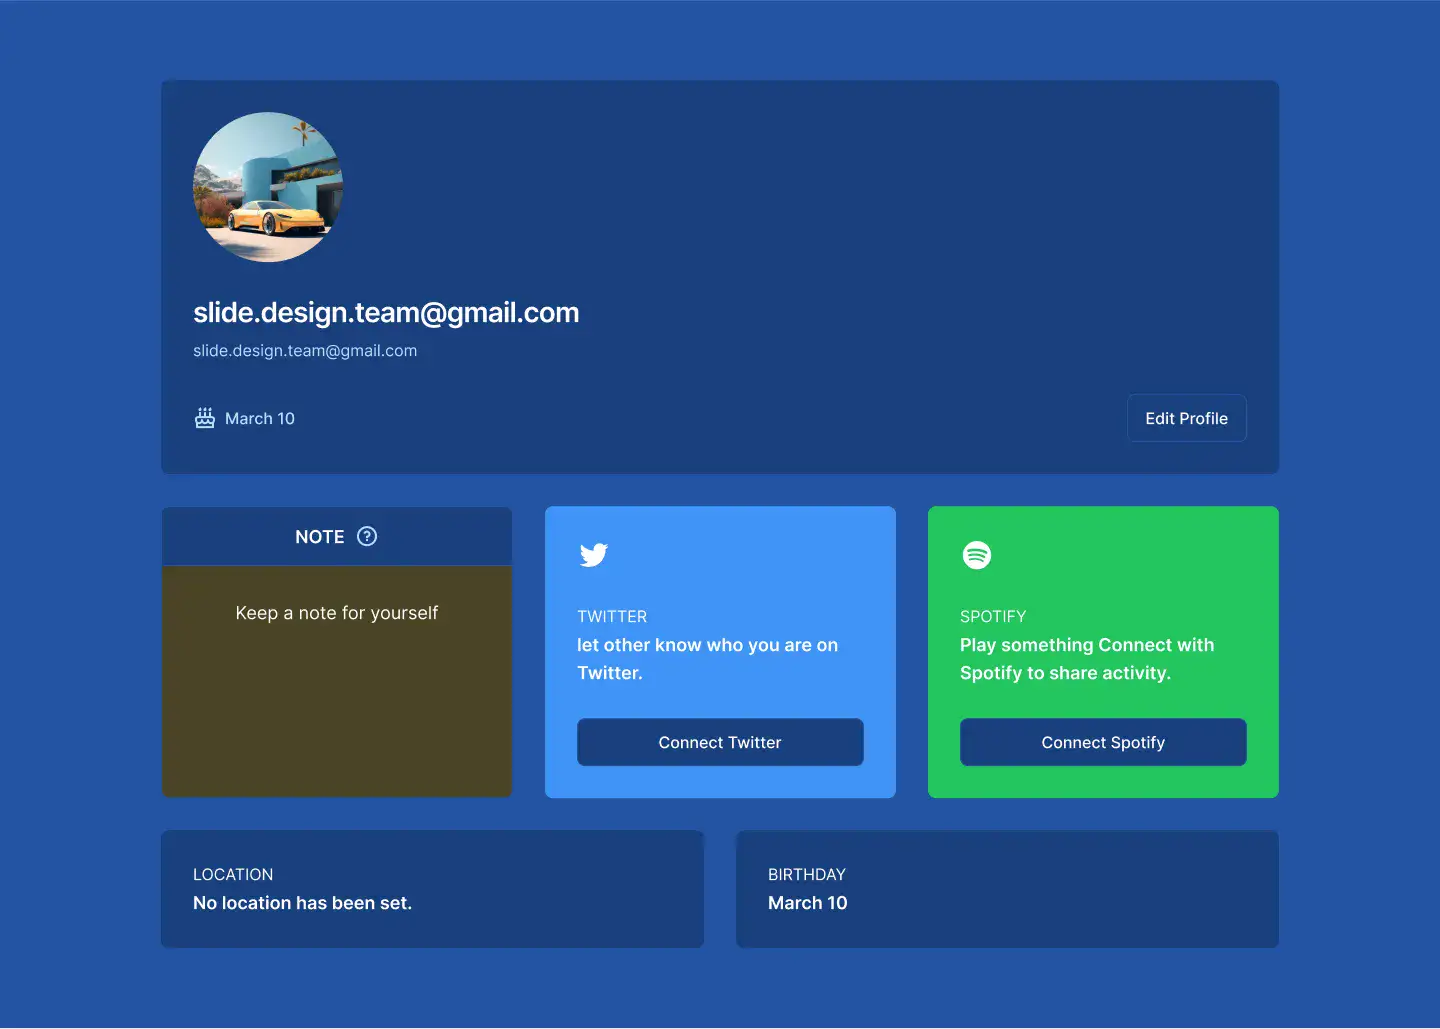 slide.design.team@gmail.com
slide.design.team@gmail.com
March 10
Edit Profile
NOTE
Keep a note for yourself
TWITTER
let other know who you are on
Twitter.
Connect Twitter
SPOTIFY
Play something Connect with
Spotify to share activity.
Connect Spotify
LOCATION
No location has been set.
BIRTHDAY
March 10